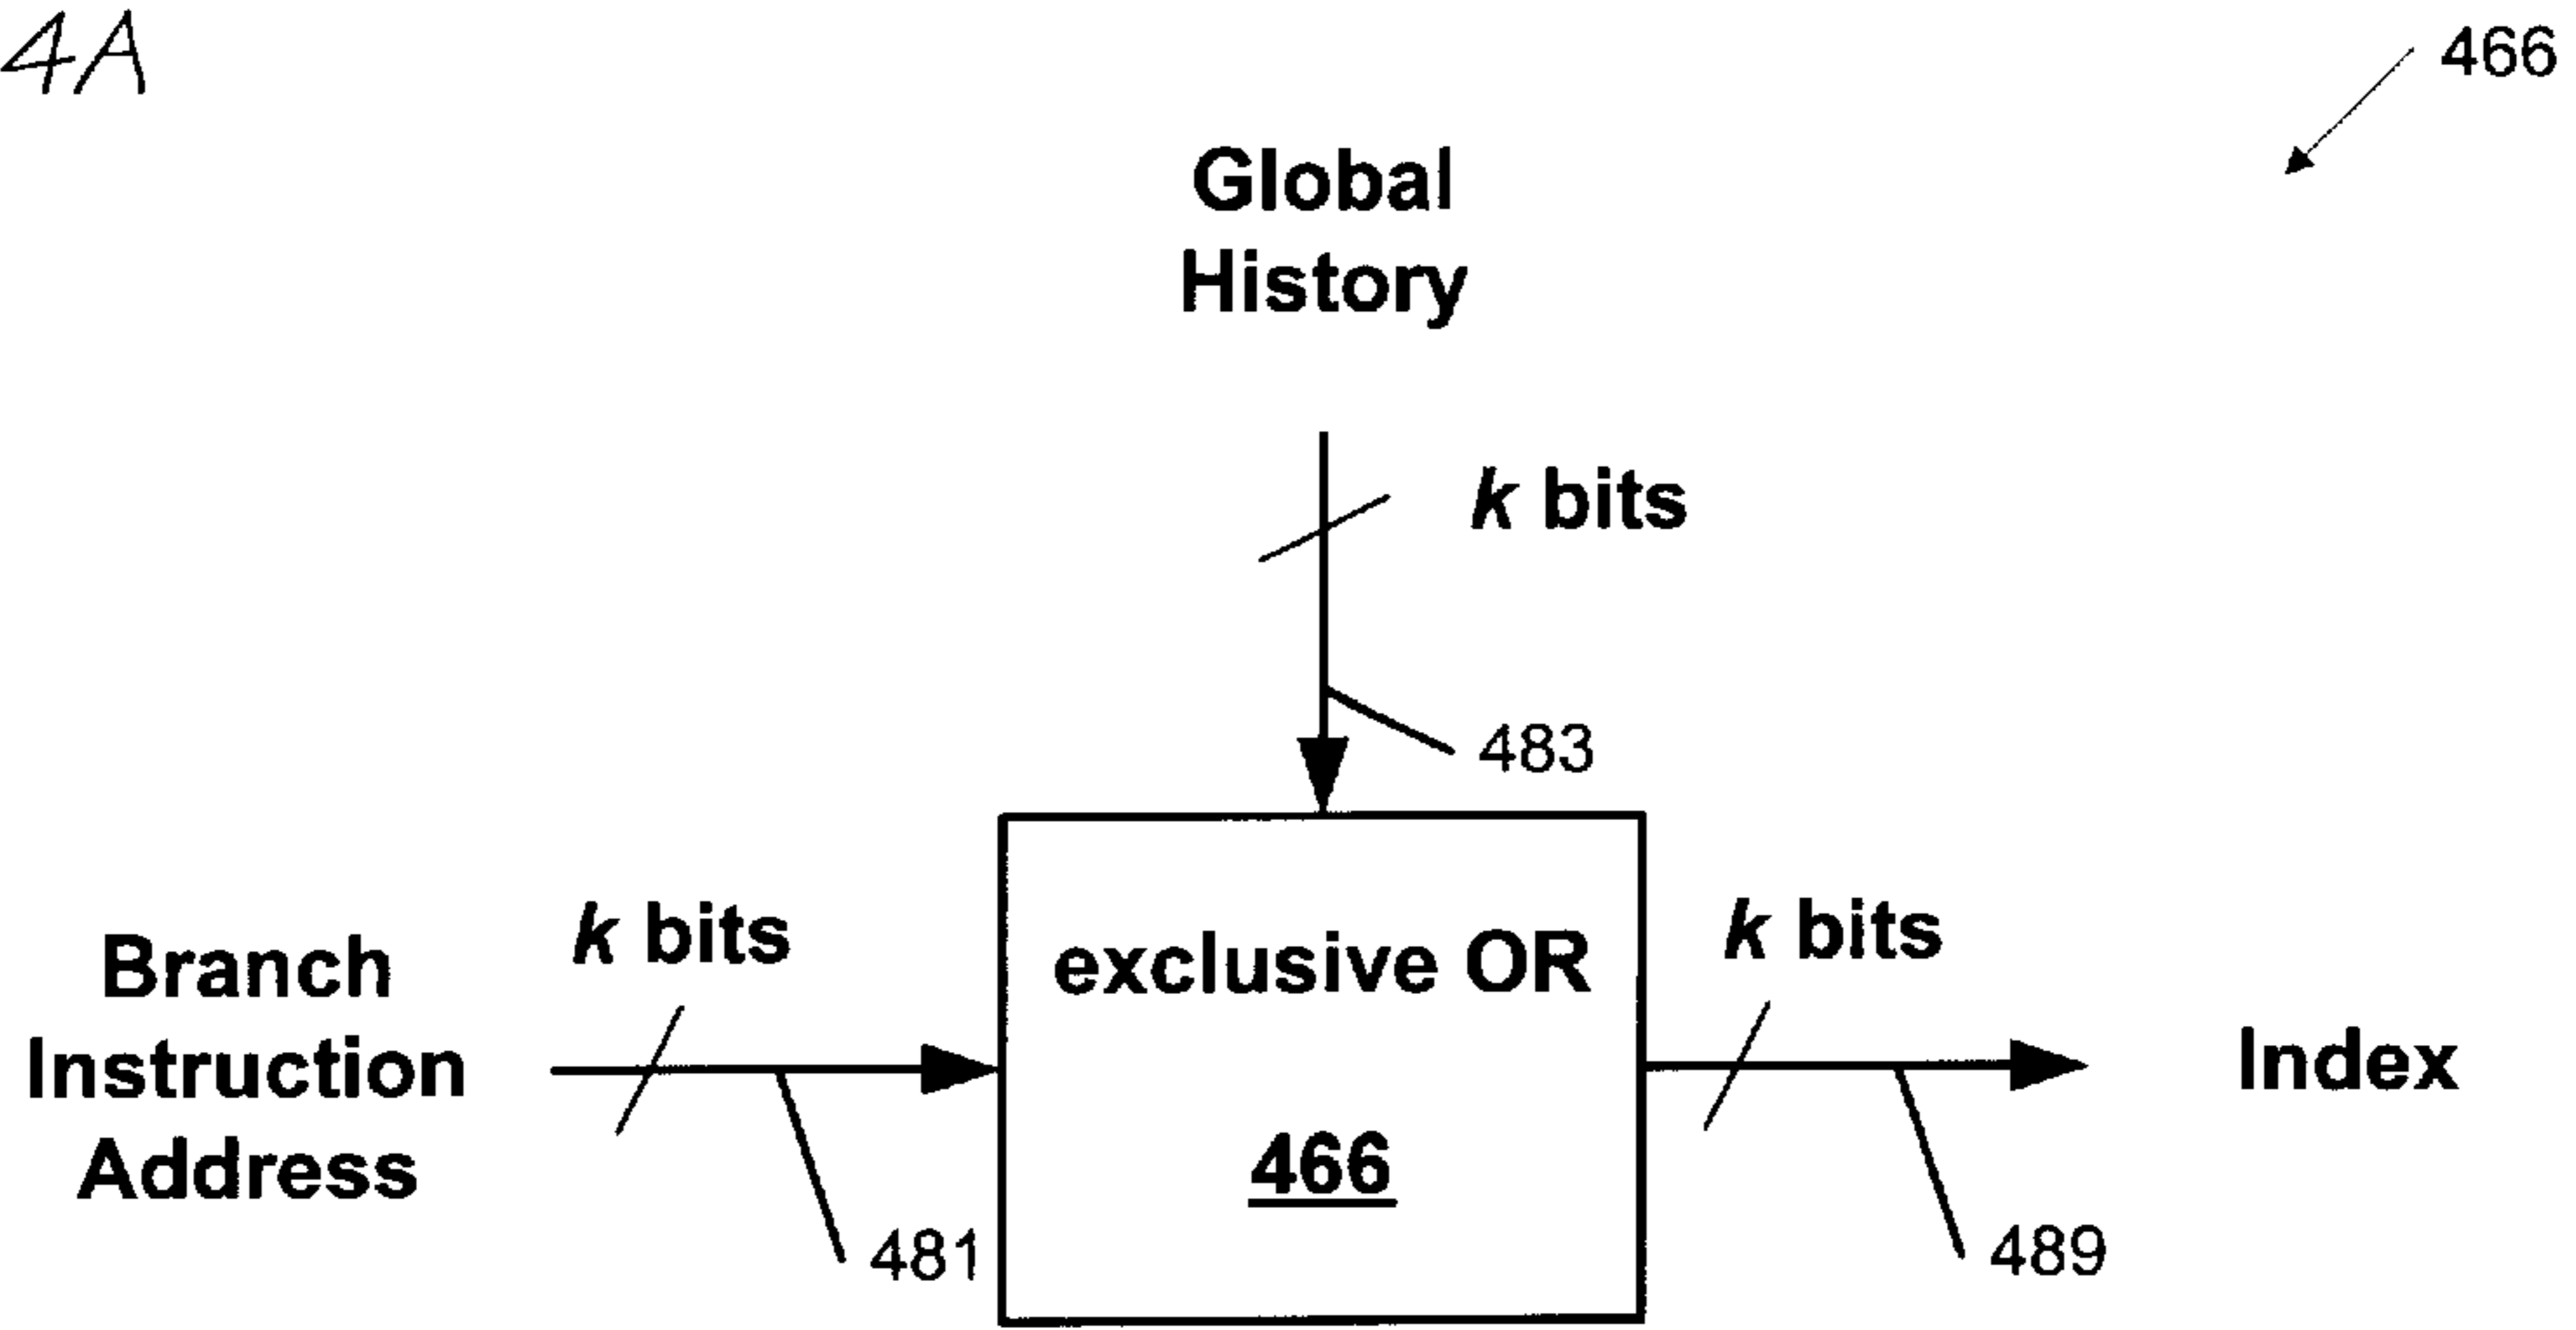 4A
466
Global
History
k bits
483
Branch
Instruction
Address
k bits
481
exclusive OR
466
k bits
489
Index